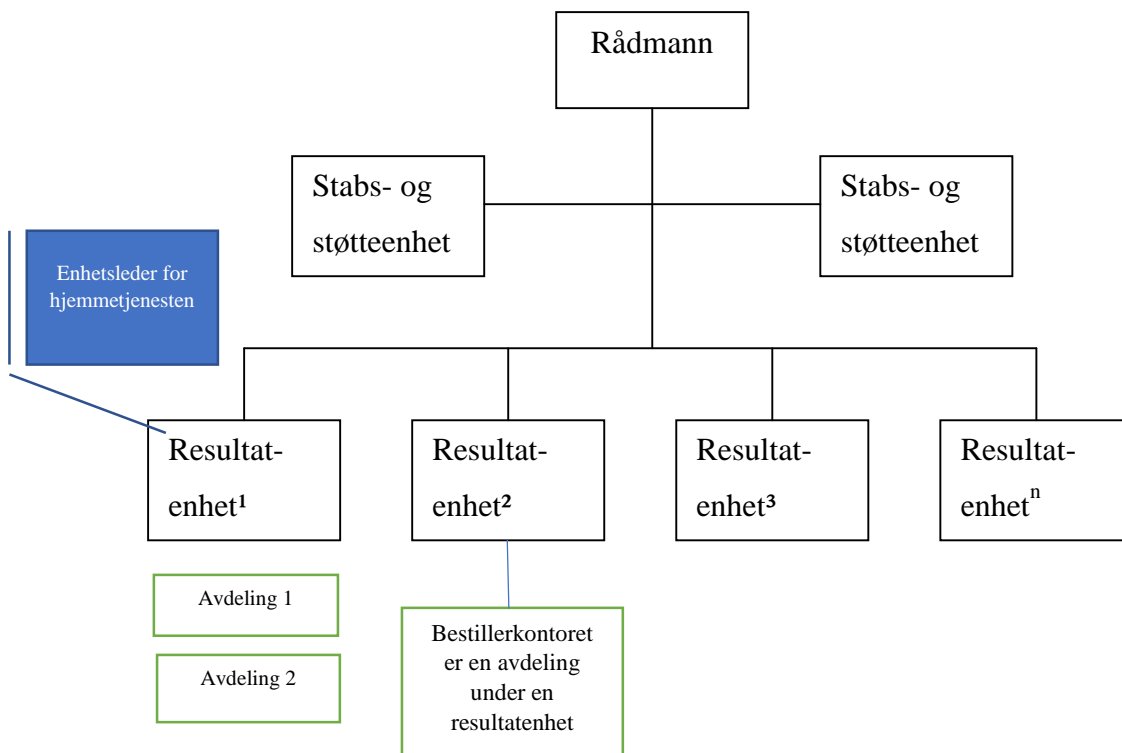 Rådmann
Stabs- og
støtteenhet
Stabs- og
støtteenhet
Enhetsleder for
hjemmetjenesten
Resultat-
enhet¹
Resultat-
enhet²
Resultat-
enhet³
Resultat-
enhetⁿ
Avdeling 1
Avdeling 2
Bestillerkontoret
er en avdeling
under en
resultatenhet